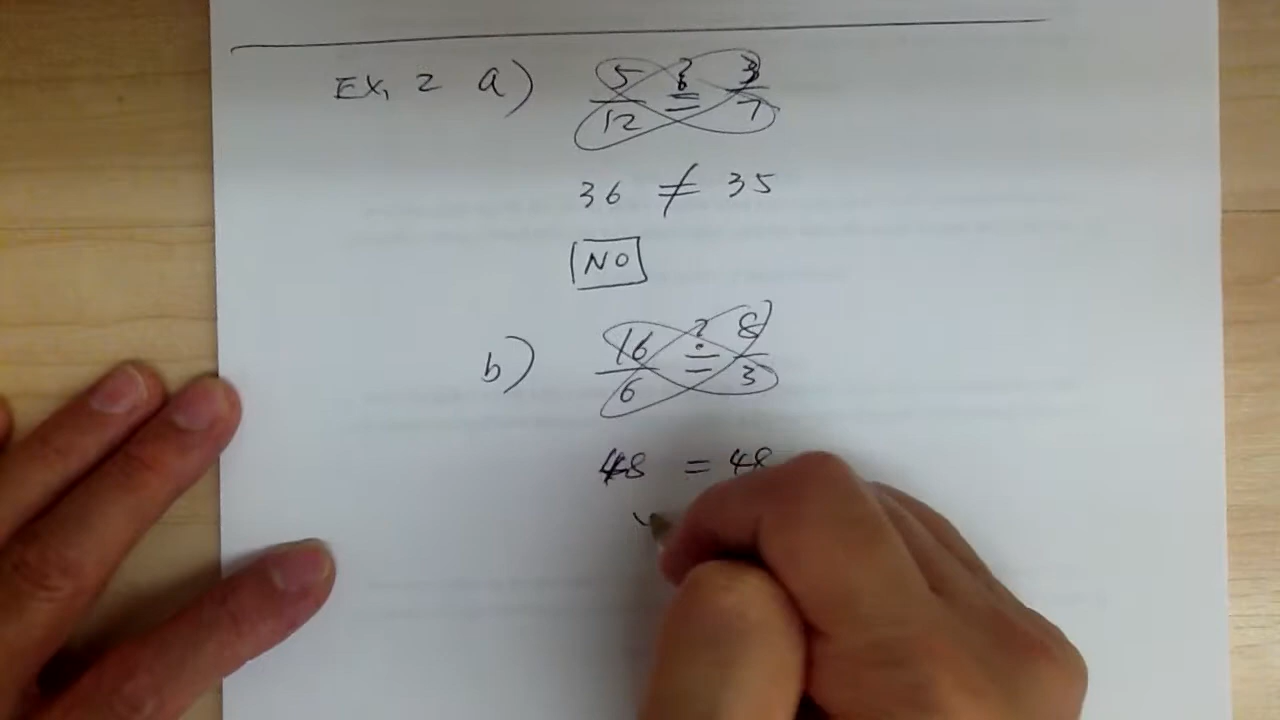 Ex, 2 a) 5/12 ≟ 3/7
36 ≠ 35
NO
b) 16/6 ≟ 8/3
48 = 48